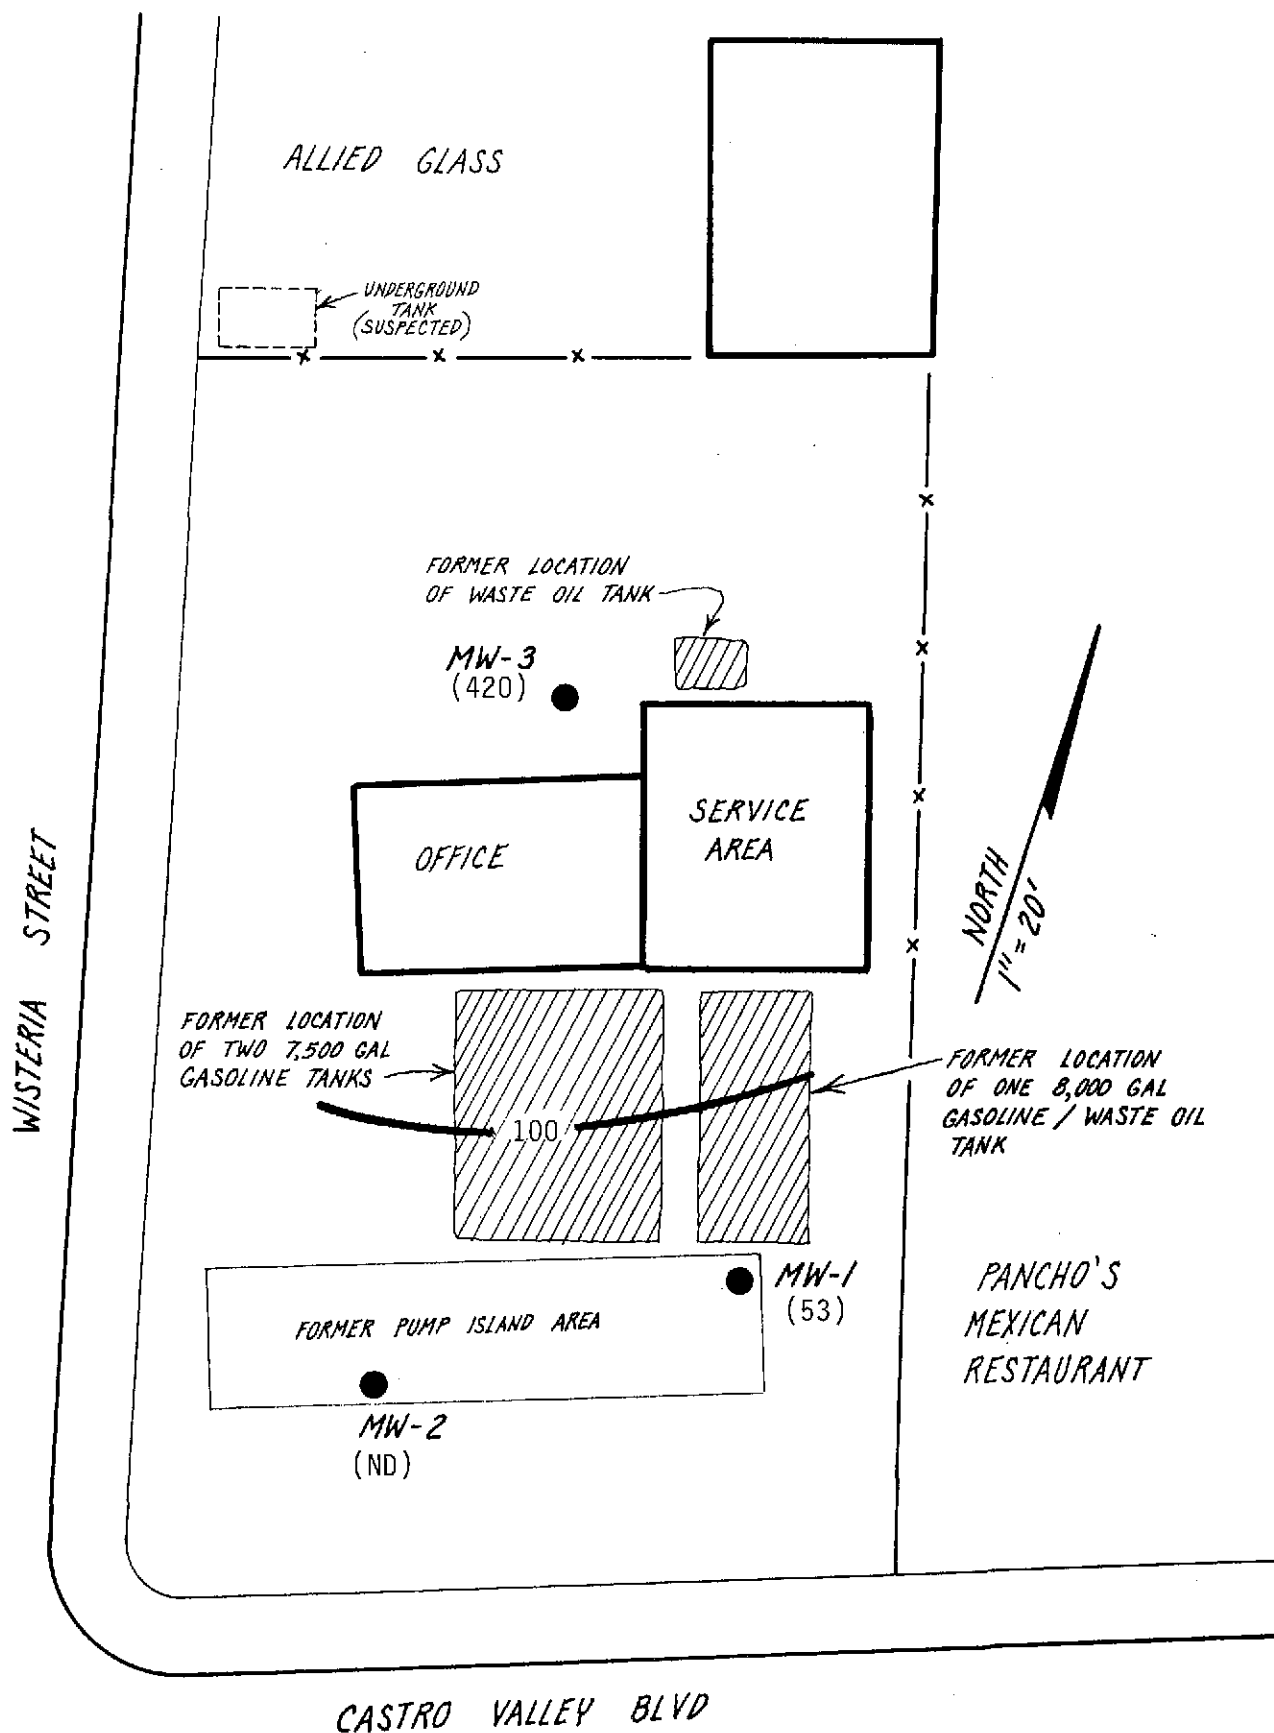 ALLIED GLASS
UNDERGROUND
TANK
(SUSPECTED)
FORMER LOCATION
OF WASTE OIL TANK
MW-3
(420)
SERVICE
AREA
OFFICE
NORTH
1" = 20'
WISTERIA STREET
FORMER LOCATION
OF TWO 7,500 GAL
GASOLINE TANKS
FORMER LOCATION
OF ONE 8,000 GAL
GASOLINE / WASTE OIL
TANK
100
MW-1
(53)
PANCHO'S
MEXICAN
RESTAURANT
FORMER PUMP ISLAND AREA
MW-2
(ND)
CASTRO VALLEY BLVD